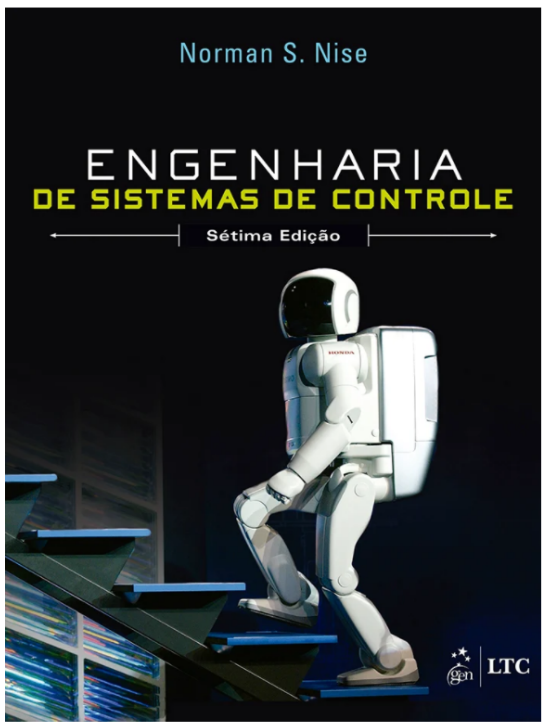 Norman S. Nise
ENGENHARIA
DE SISTEMAS DE CONTROLE
Sétima Edição
HONDA
gen
LTC